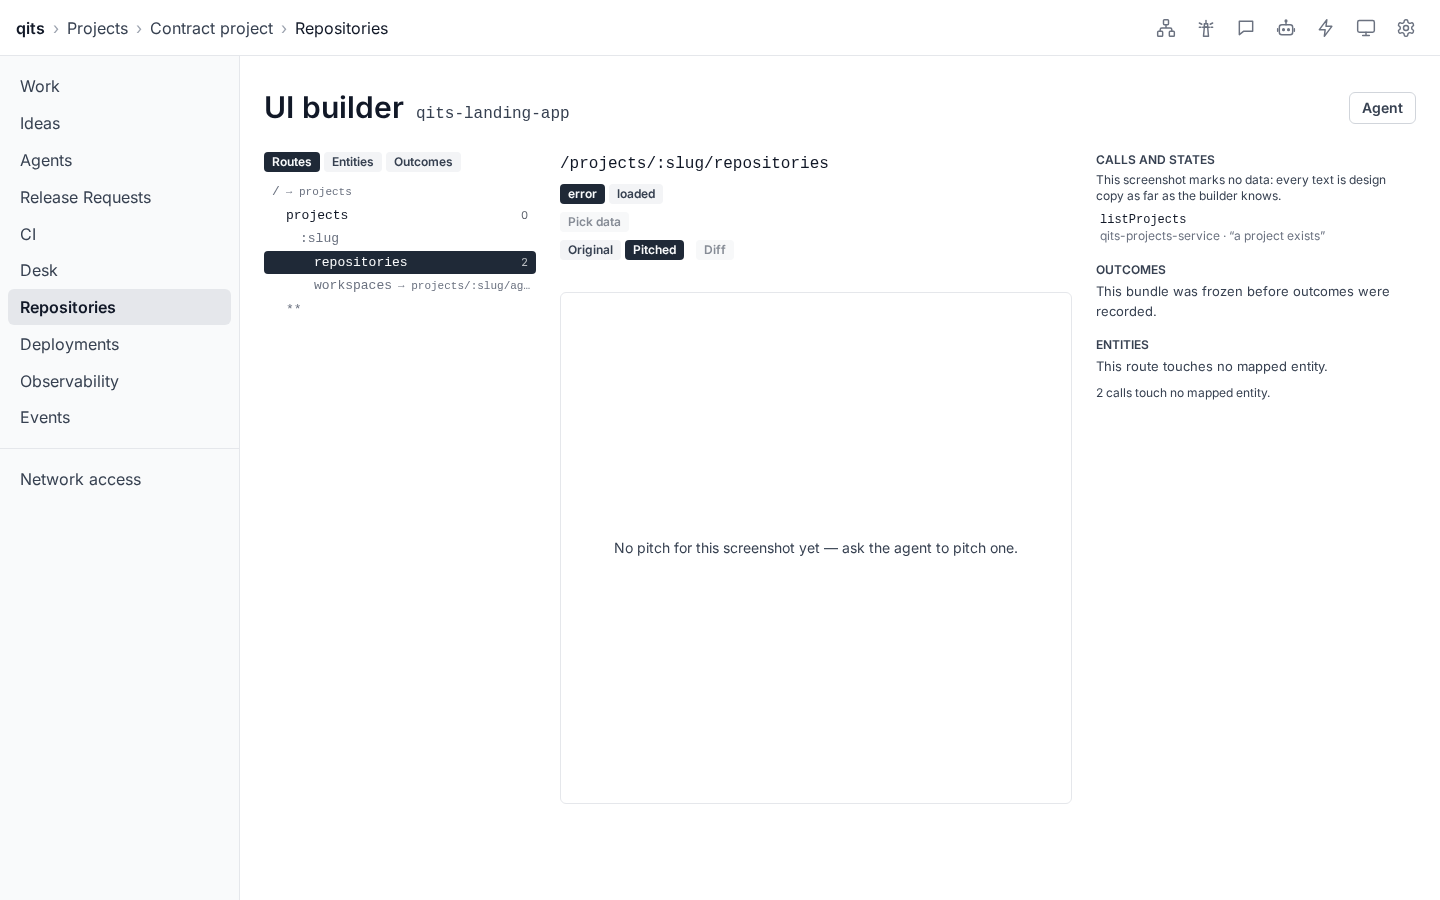 qits › Projects › Contract project › Repositories
Work
Ideas
Agents
Release Requests
CI
Desk
Repositories
Deployments
Observability
Events
Network access
UI builder qits-landing-app
Agent
Routes Entities Outcomes
/ → projects
projects 0
:slug
repositories 2
workspaces → projects/:slug/ag…
**
/projects/:slug/repositories
error loaded
Pick data
Original Pitched Diff
No pitch for this screenshot yet — ask the agent to pitch one.
CALLS AND STATES
This screenshot marks no data: every text is design
copy as far as the builder knows.
listProjects
qits-projects-service · “a project exists”
OUTCOMES
This bundle was frozen before outcomes were
recorded.
ENTITIES
This route touches no mapped entity.
2 calls touch no mapped entity.